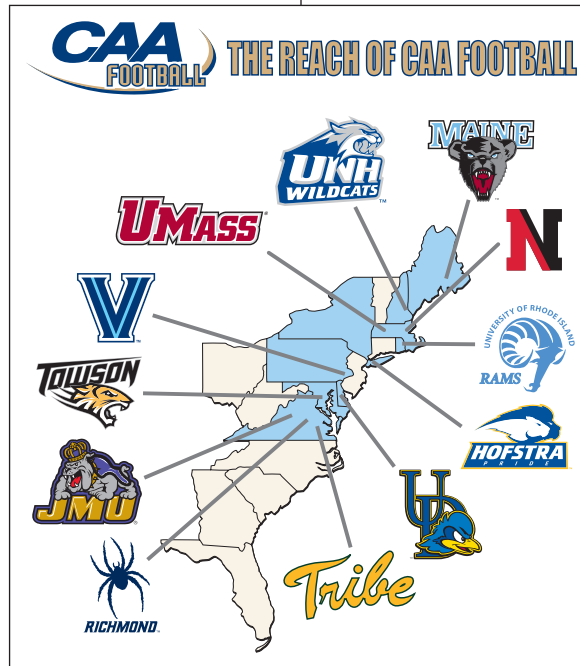 CAA
FOOTBALL
THE REACH OF CAA FOOTBALL
MAINE
UNH
WILDCATS
TM
UMASS
N
V
UNIVERSITY OF RHODE ISLAND
RAMS
TOWSON
HOFSTRA
PRIDE
JMU
UD
Tribe
RICHMOND